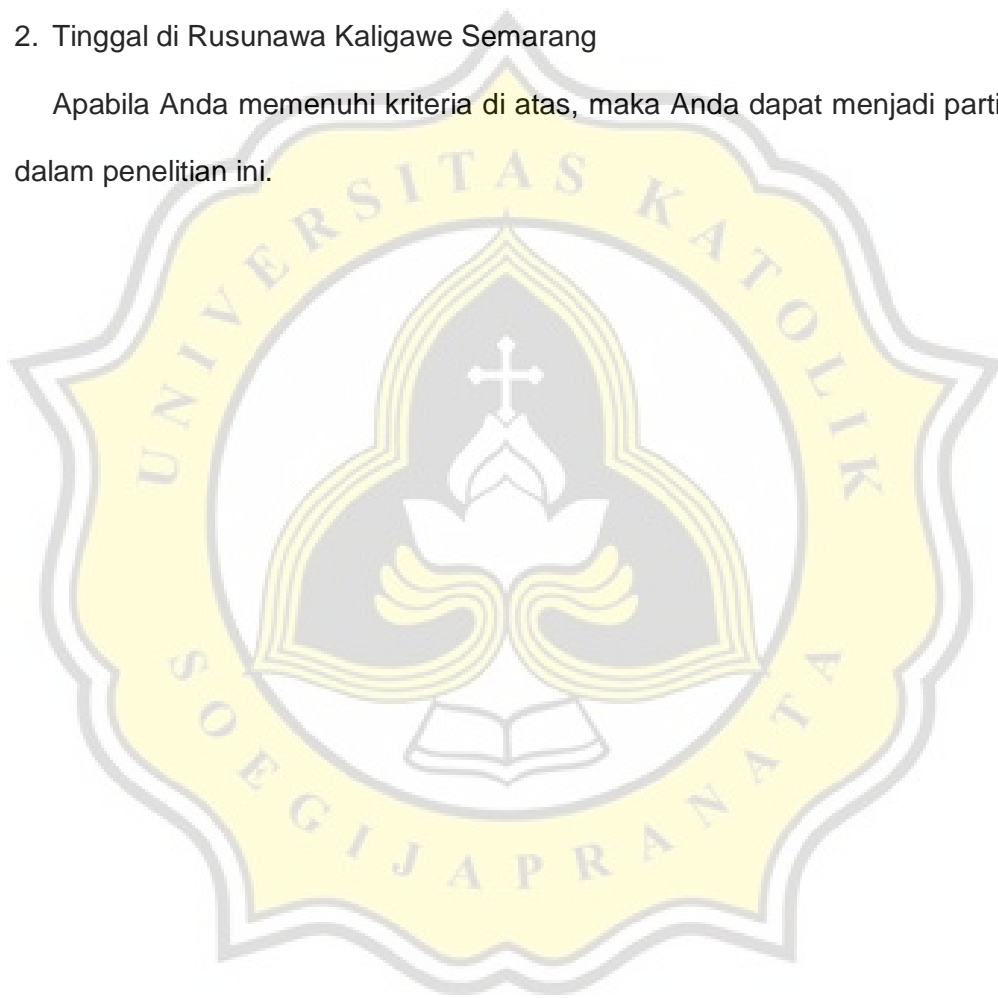 2. Tinggal di Rusunawa Kaligawe Semarang
Apabila Anda memenuhi kriteria di atas, maka Anda dapat menjadi parti
dalam penelitian ini.
UNIVERSITAS KATOLIK
SOEGIJAPRANATA